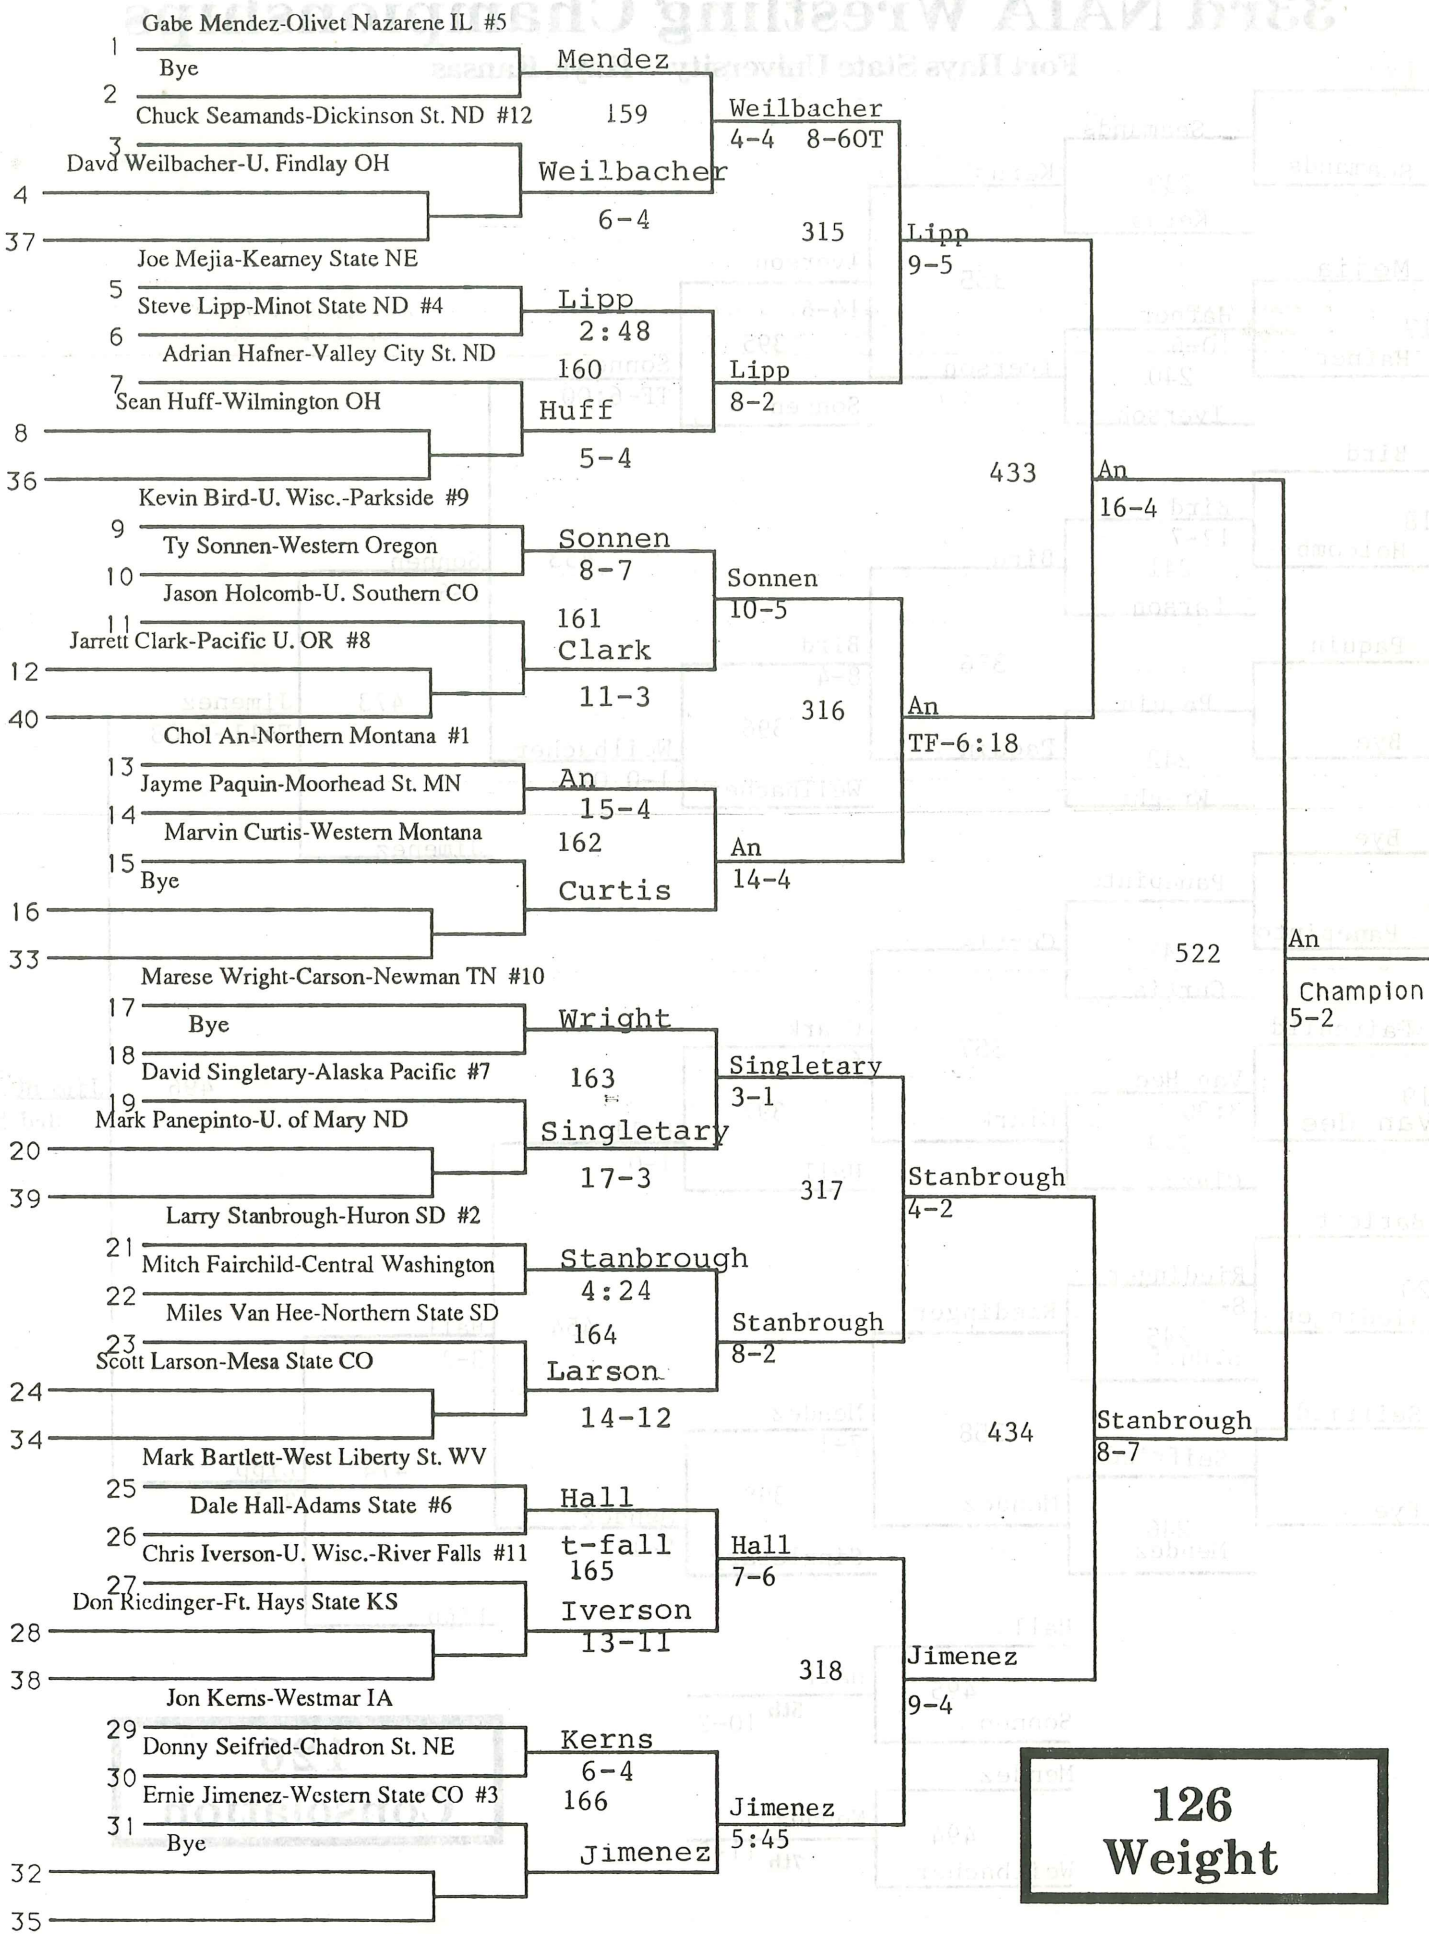 Gabe Mendez-Olivet Nazarene IL #5
1
Bye
2
Mendez
Chuck Seamands-Dickinson St. ND #12
159
3
Weilbacher
4-4 8-6OT
Davd Weilbacher-U. Findlay OH
4
Weilbacher
6-4
37
315
Lipp
9-5
Joe Mejia-Kearney State NE
5
Steve Lipp-Minot State ND #4
6
Lipp
2:48
Adrian Hafner-Valley City St. ND
160
7
Lipp
8-2
Sean Huff-Wilmington OH
8
Huff
5-4
36
433
An
16-4
Kevin Bird-U. Wisc.-Parkside #9
9
Ty Sonnen-Western Oregon
10
Sonnen
8-7
Sonnen
10-5
Jason Holcomb-U. Southern CO
161
11
Jarrett Clark-Pacific U. OR #8
12
Clark
11-3
40
316
An
TF-6:18
Chol An-Northern Montana #1
13
Jayme Paquin-Moorhead St. MN
14
An
15-4
Marvin Curtis-Western Montana
162
15
An
14-4
Bye
16
Curtis
33
522
An
Champion
5-2
Marese Wright-Carson-Newman TN #10
17
Bye
18
Wright
David Singletary-Alaska Pacific #7
163
19
Singletary
3-1
Mark Panepinto-U. of Mary ND
20
Singletary
17-3
39
317
Stanbrough
4-2
Larry Stanbrough-Huron SD #2
21
Mitch Fairchild-Central Washington
22
Stanbrough
4:24
Miles Van Hee-Northern State SD
164
23
Stanbrough
8-2
Scott Larson-Mesa State CO
24
Larson
14-12
34
434
Stanbrough
8-7
Mark Bartlett-West Liberty St. WV
25
Dale Hall-Adams State #6
26
Hall
t-fall
Chris Iverson-U. Wisc.-River Falls #11
165
27
Hall
7-6
Don Riedinger-Ft. Hays State KS
28
Iverson
13-11
38
318
Jimenez
9-4
Jon Kerns-Westmar IA
29
Donny Seifried-Chadron St. NE
30
Kerns
6-4
Ernie Jimenez-Western State CO #3
166
31
Jimenez
5:45
Bye
32
Jimenez
35
126
Weight